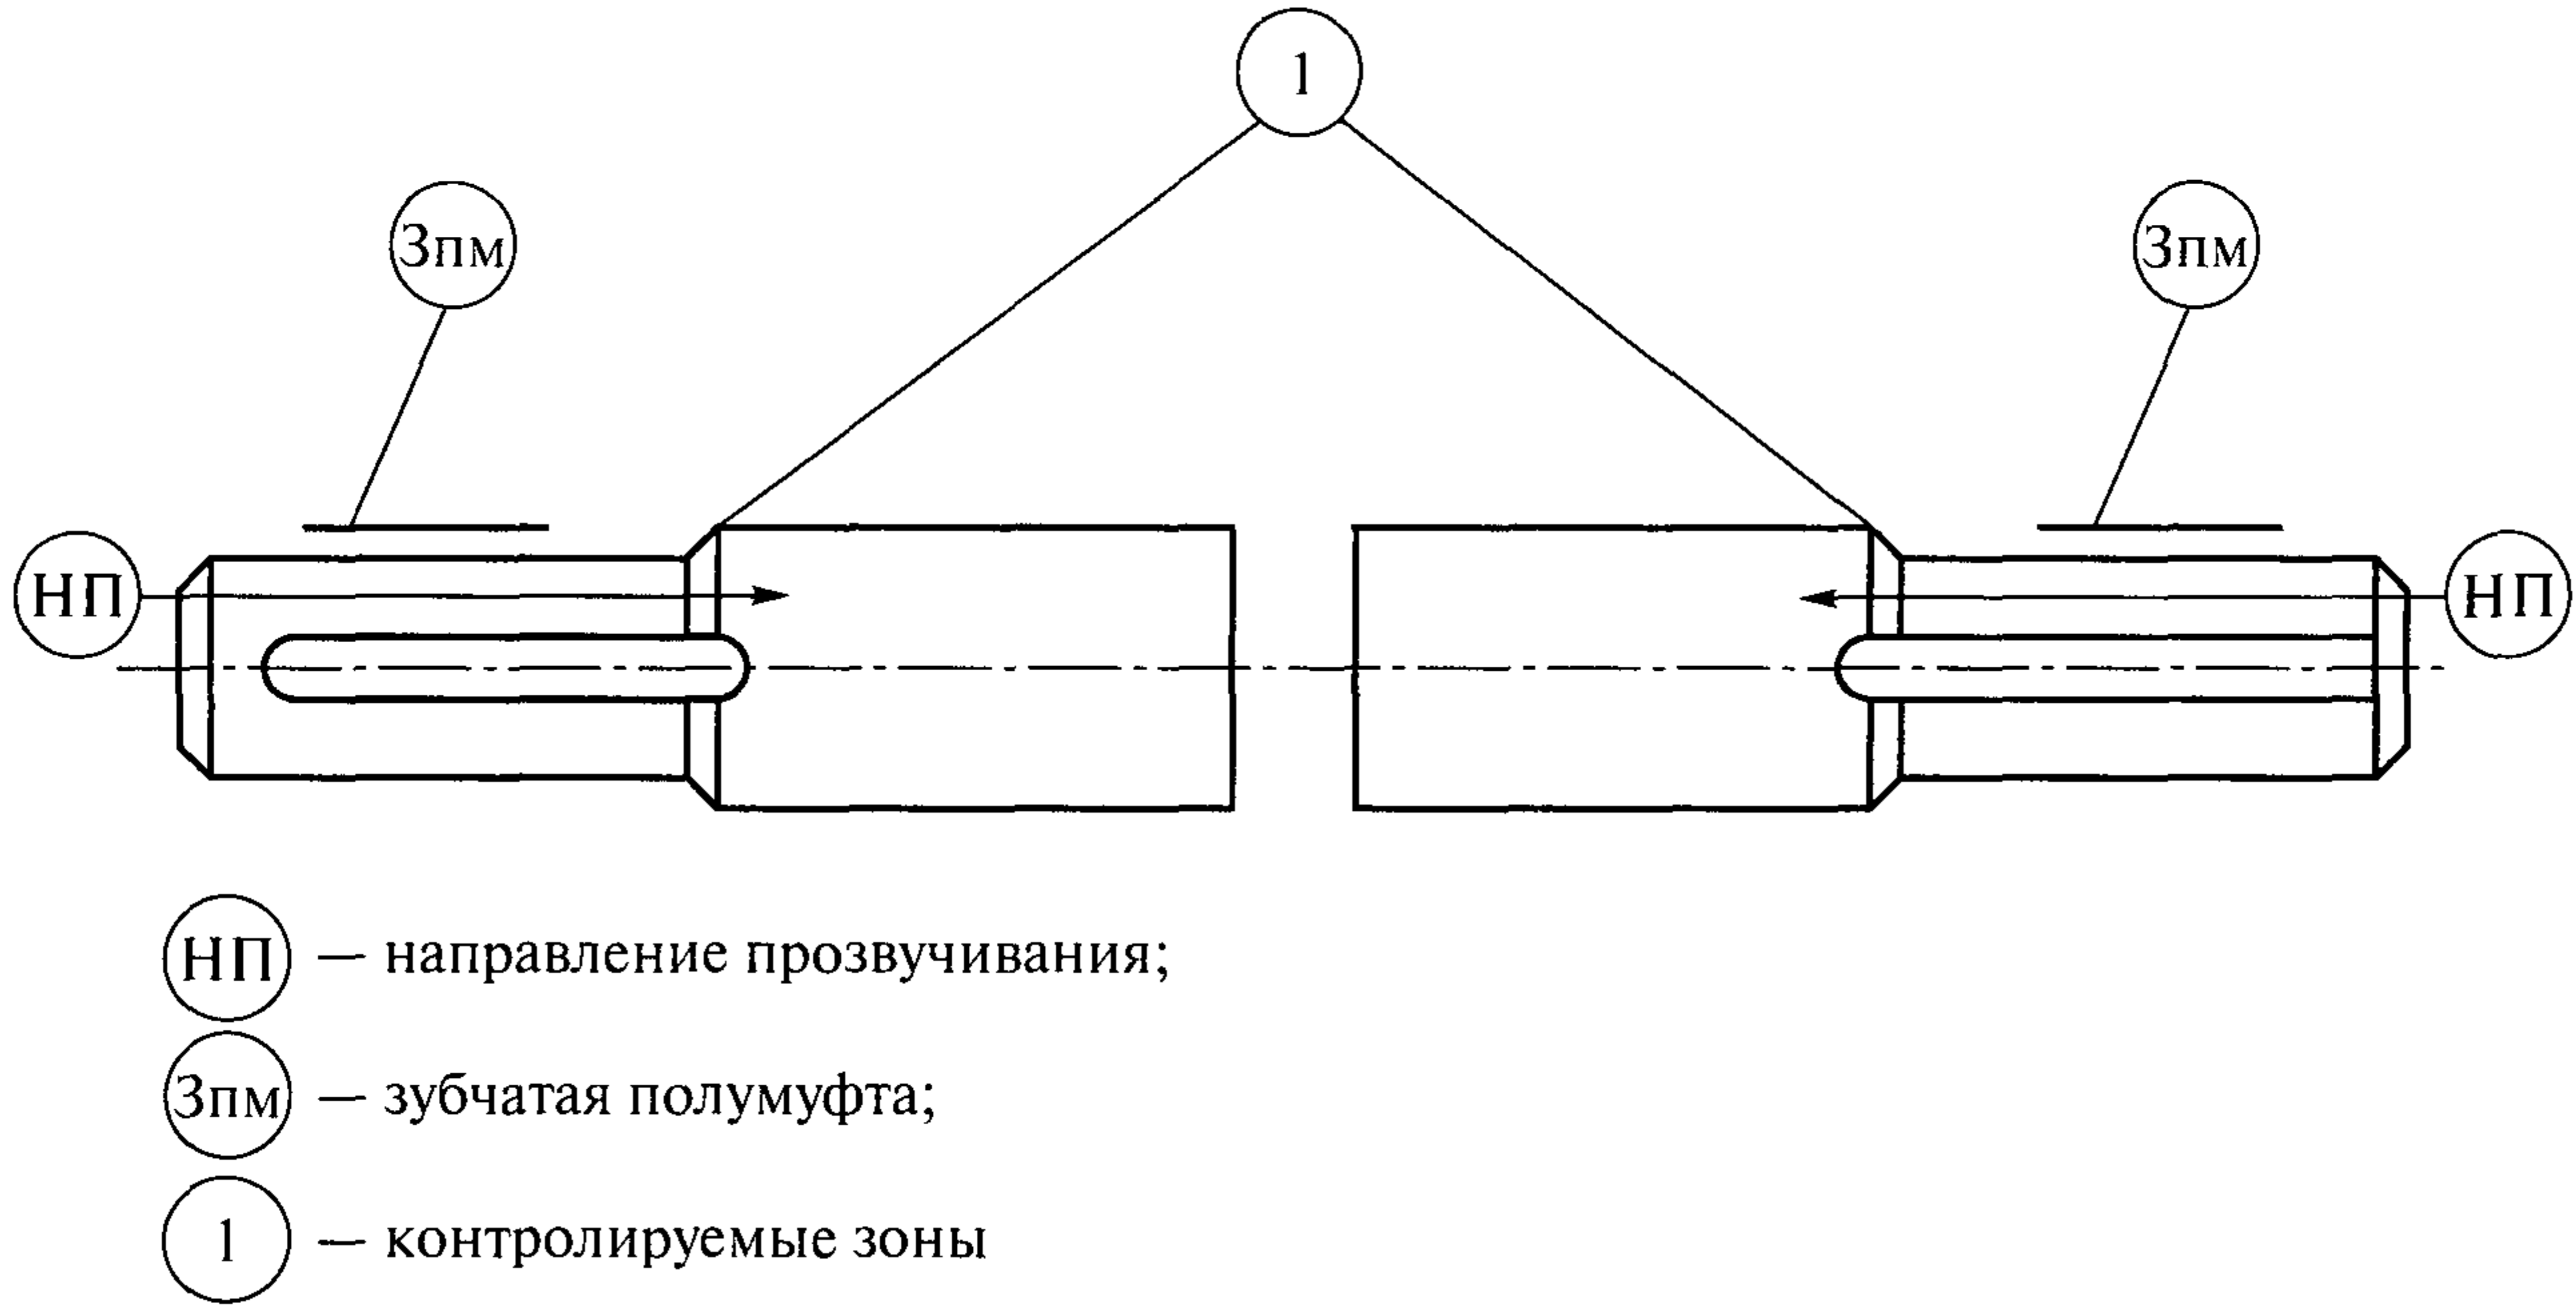 1
Зпм
Зпм
НП
НП
НП — направление прозвучивания;
Зпм — зубчатая полумуфта;
1 — контролируемые зоны